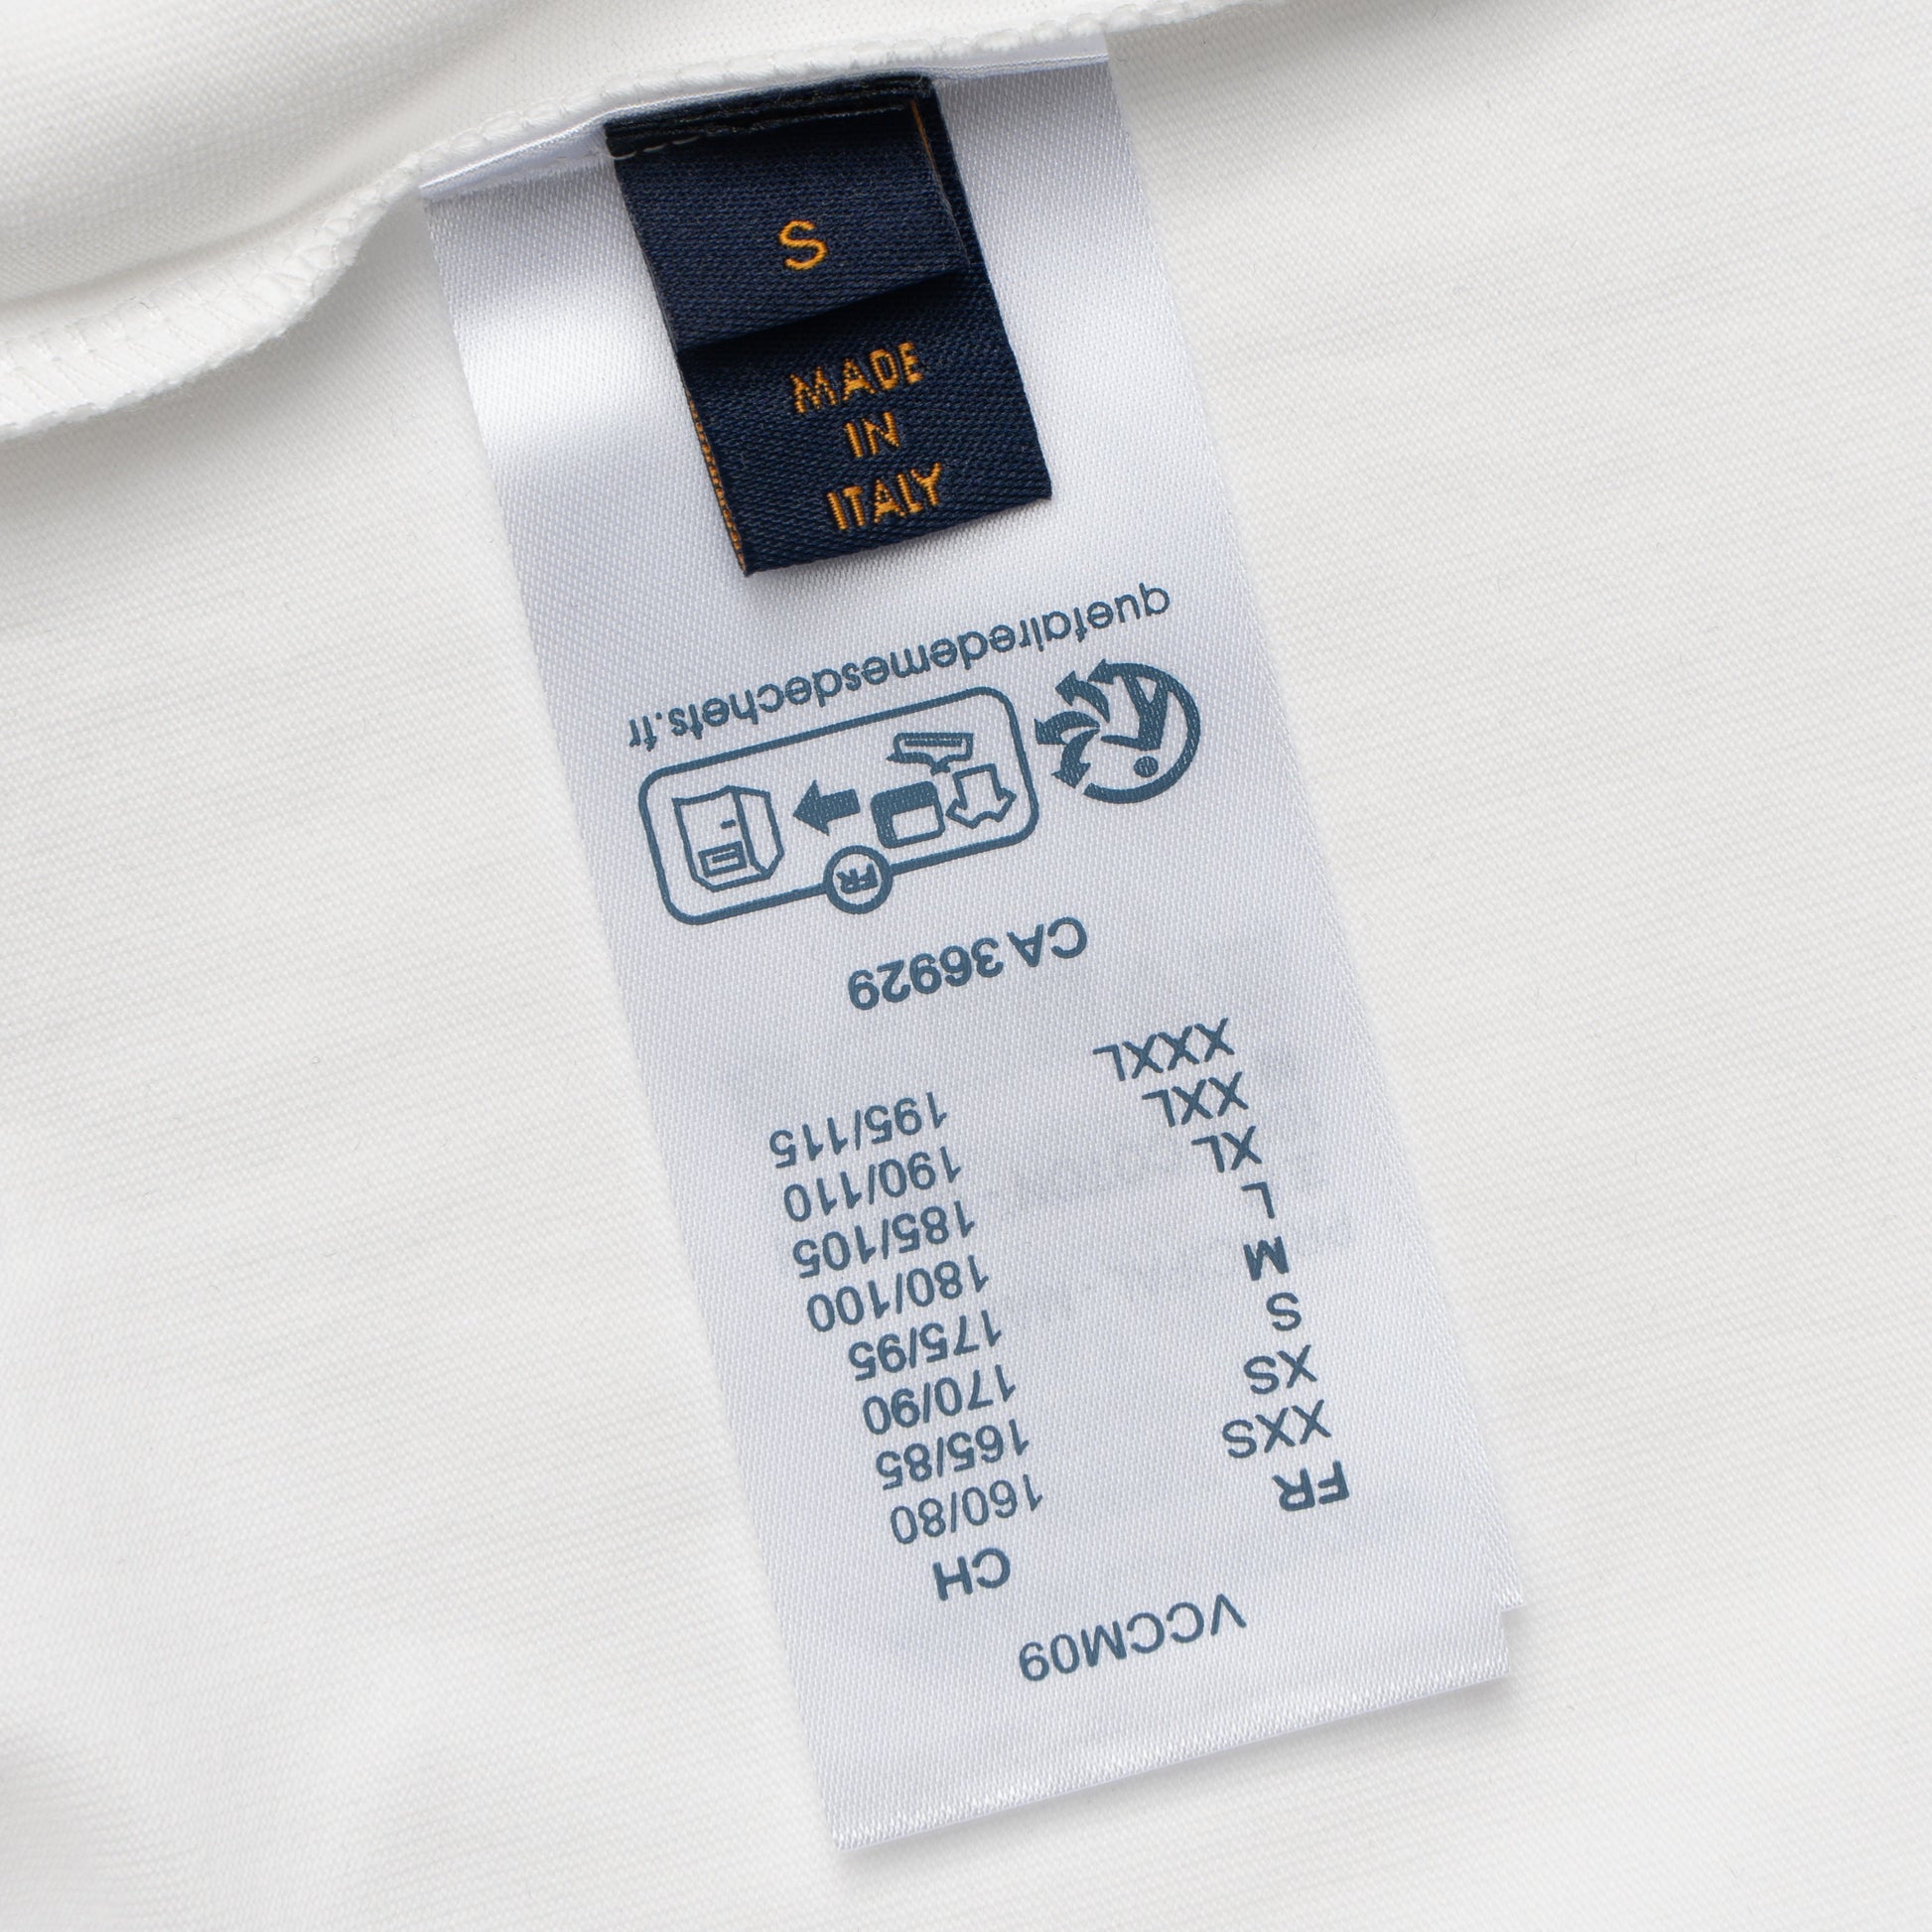 S
MADE
IN
ITALY
VCCM09
FR CH
XXS 160/80
XS 165/85
S 170/90
M 175/95
L 180/100
XL 185/105
XXL 190/110
XXXL 195/115
CA 36929
FR
quefairedemesdechets.fr